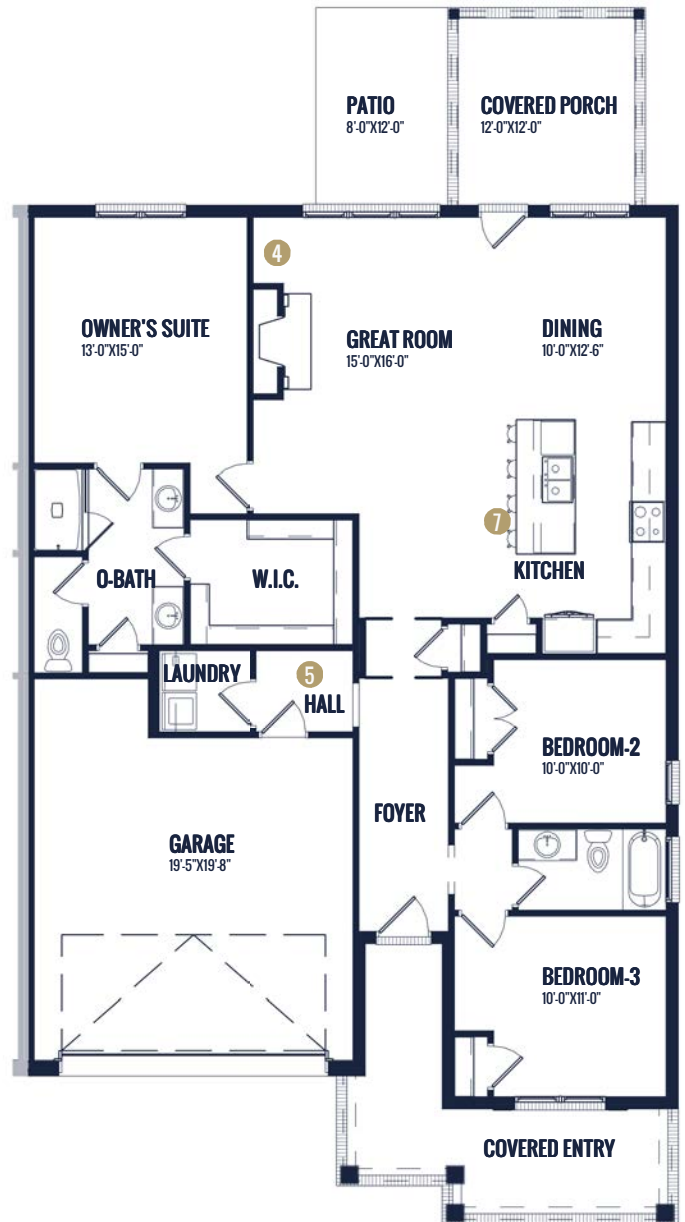 PATIO
8'-0"X12'-0"
COVERED PORCH
12'-0"X12'-0"
4
OWNER'S SUITE
13'-0"X15'-0"
GREAT ROOM
15'-0"X16'-0"
DINING
10'-0"X12'-6"
7
KITCHEN
O-BATH
W.I.C.
LAUNDRY
5
HALL
BEDROOM-2
10'-0"X10'-0"
FOYER
GARAGE
19'-5"X19'-8"
BEDROOM-3
10'-0"X11'-0"
COVERED ENTRY